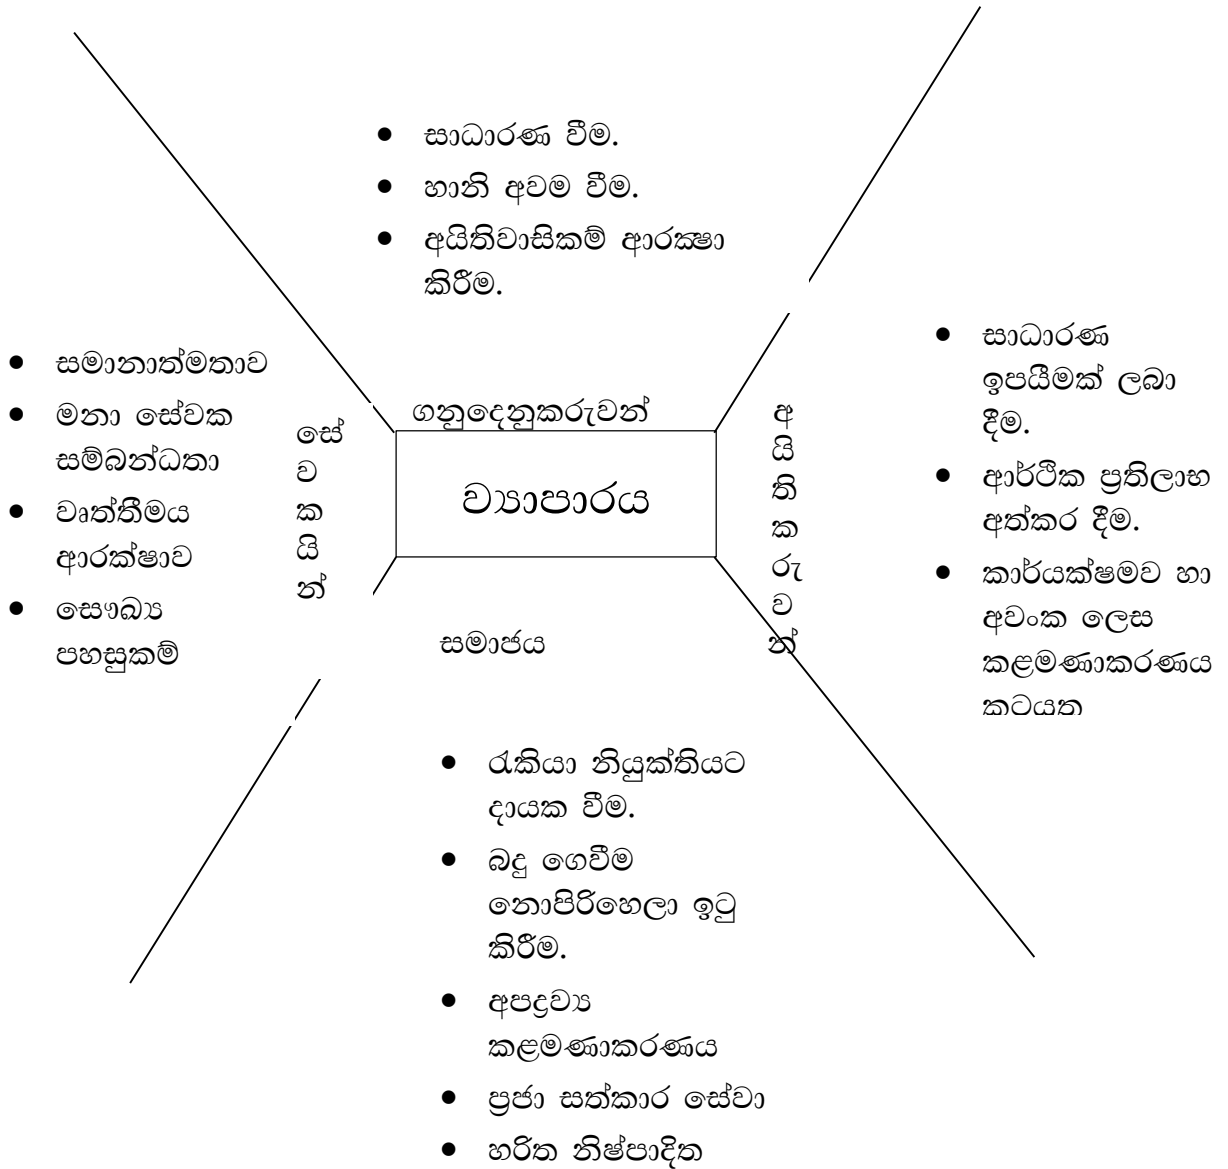 • සාධාරණ වීම.
• හානි අවම වීම.
• අයිතිවාසිකම් ආරක්‍ෂා
කිරීම.
• සමානාත්මතාව
• මනා සේවක
සම්බන්ධතා
• වෘත්තීමය
ආරක්ෂාව
• සෞඛ්‍ය
පහසුකම්
සේ
ව
ක
යි
න්
ගනුදෙනුකරුවන්
ව්‍යාපාරය
සමාජය
අ
යි
ති
ක
රු
ව
න්
• සාධාරණ
ඉපයීමක් ලබා
දීම.
• ආර්ථික ප්‍රතිලාභ
අත්කර දීම.
• කාර්යක්ෂමව හා
අවංක ලෙස
කළමණාකරණය
• රැකියා නියුක්තියට
දායක වීම.
• බදු ගෙවීම
නොපිරිහෙලා ඉටු
කිරීම.
• අපද්‍රව්‍ය
කළමණාකරණය
• ප්‍රජා සත්කාර සේවා
• හරිත නිෂ්පාදිත